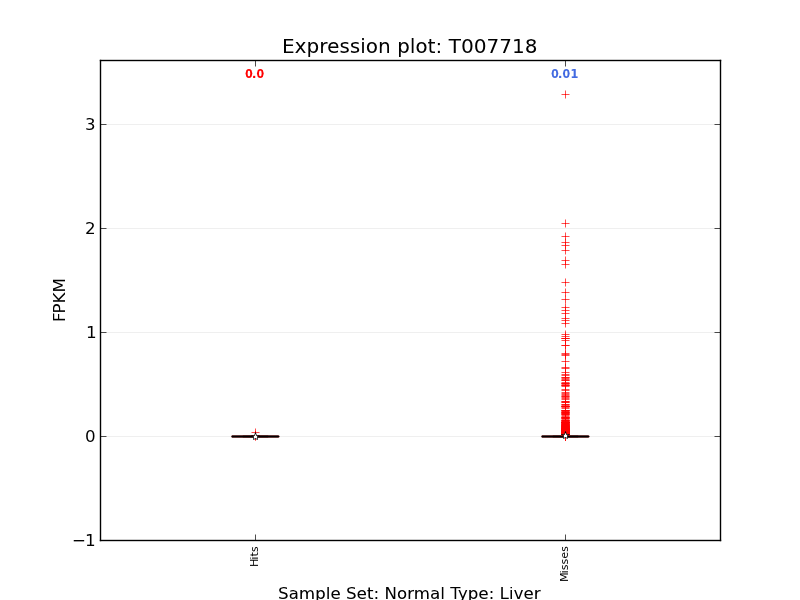 Expression plot: T007718
0.0
0.01
3
2
1
0
−1
FPKM
Hits
Misses
Sample Set: Normal Type: Liver